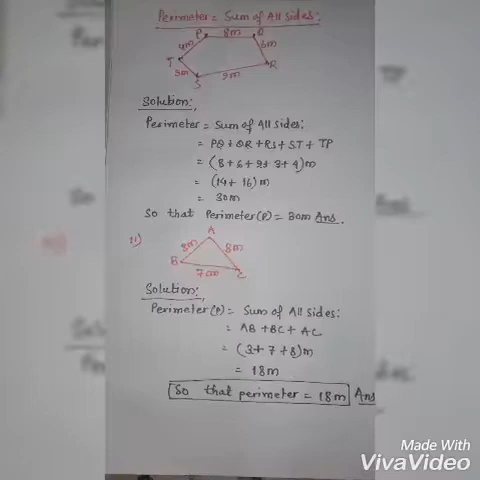 Perimeter = Sum of All Sides:
P 8m Q
4m 6m
T R
3m S 9m
Solution:
Perimeter = Sum of All Sides:
= PQ + QR + RS + ST + TP
= (8 + 6 + 9 + 3 + 4) m
= (14 + 16) m
= 30m
So that Perimeter (P) = 30m Ans.
ii) A
3m 8m
B C
7cm
Solution:
Perimeter (P) = Sum of All Sides:
= AB + BC + AC
= (3 + 7 + 8) m
= 18m
So that perimeter = 18m Ans
Made With
VivaVideo